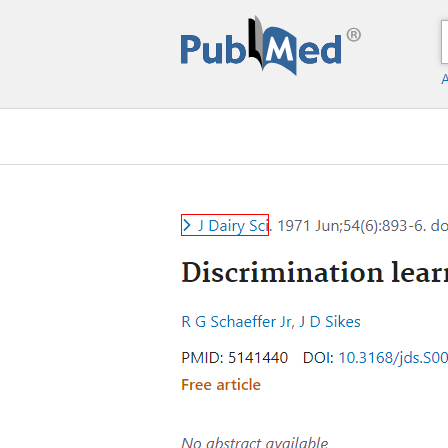 PubMed®
A
J Dairy Sci. 1971 Jun;54(6):893-6. do
Discrimination lear
R G Schaeffer Jr, J D Sikes
PMID: 5141440 DOI: 10.3168/jds.S00
Free article
No abstract available